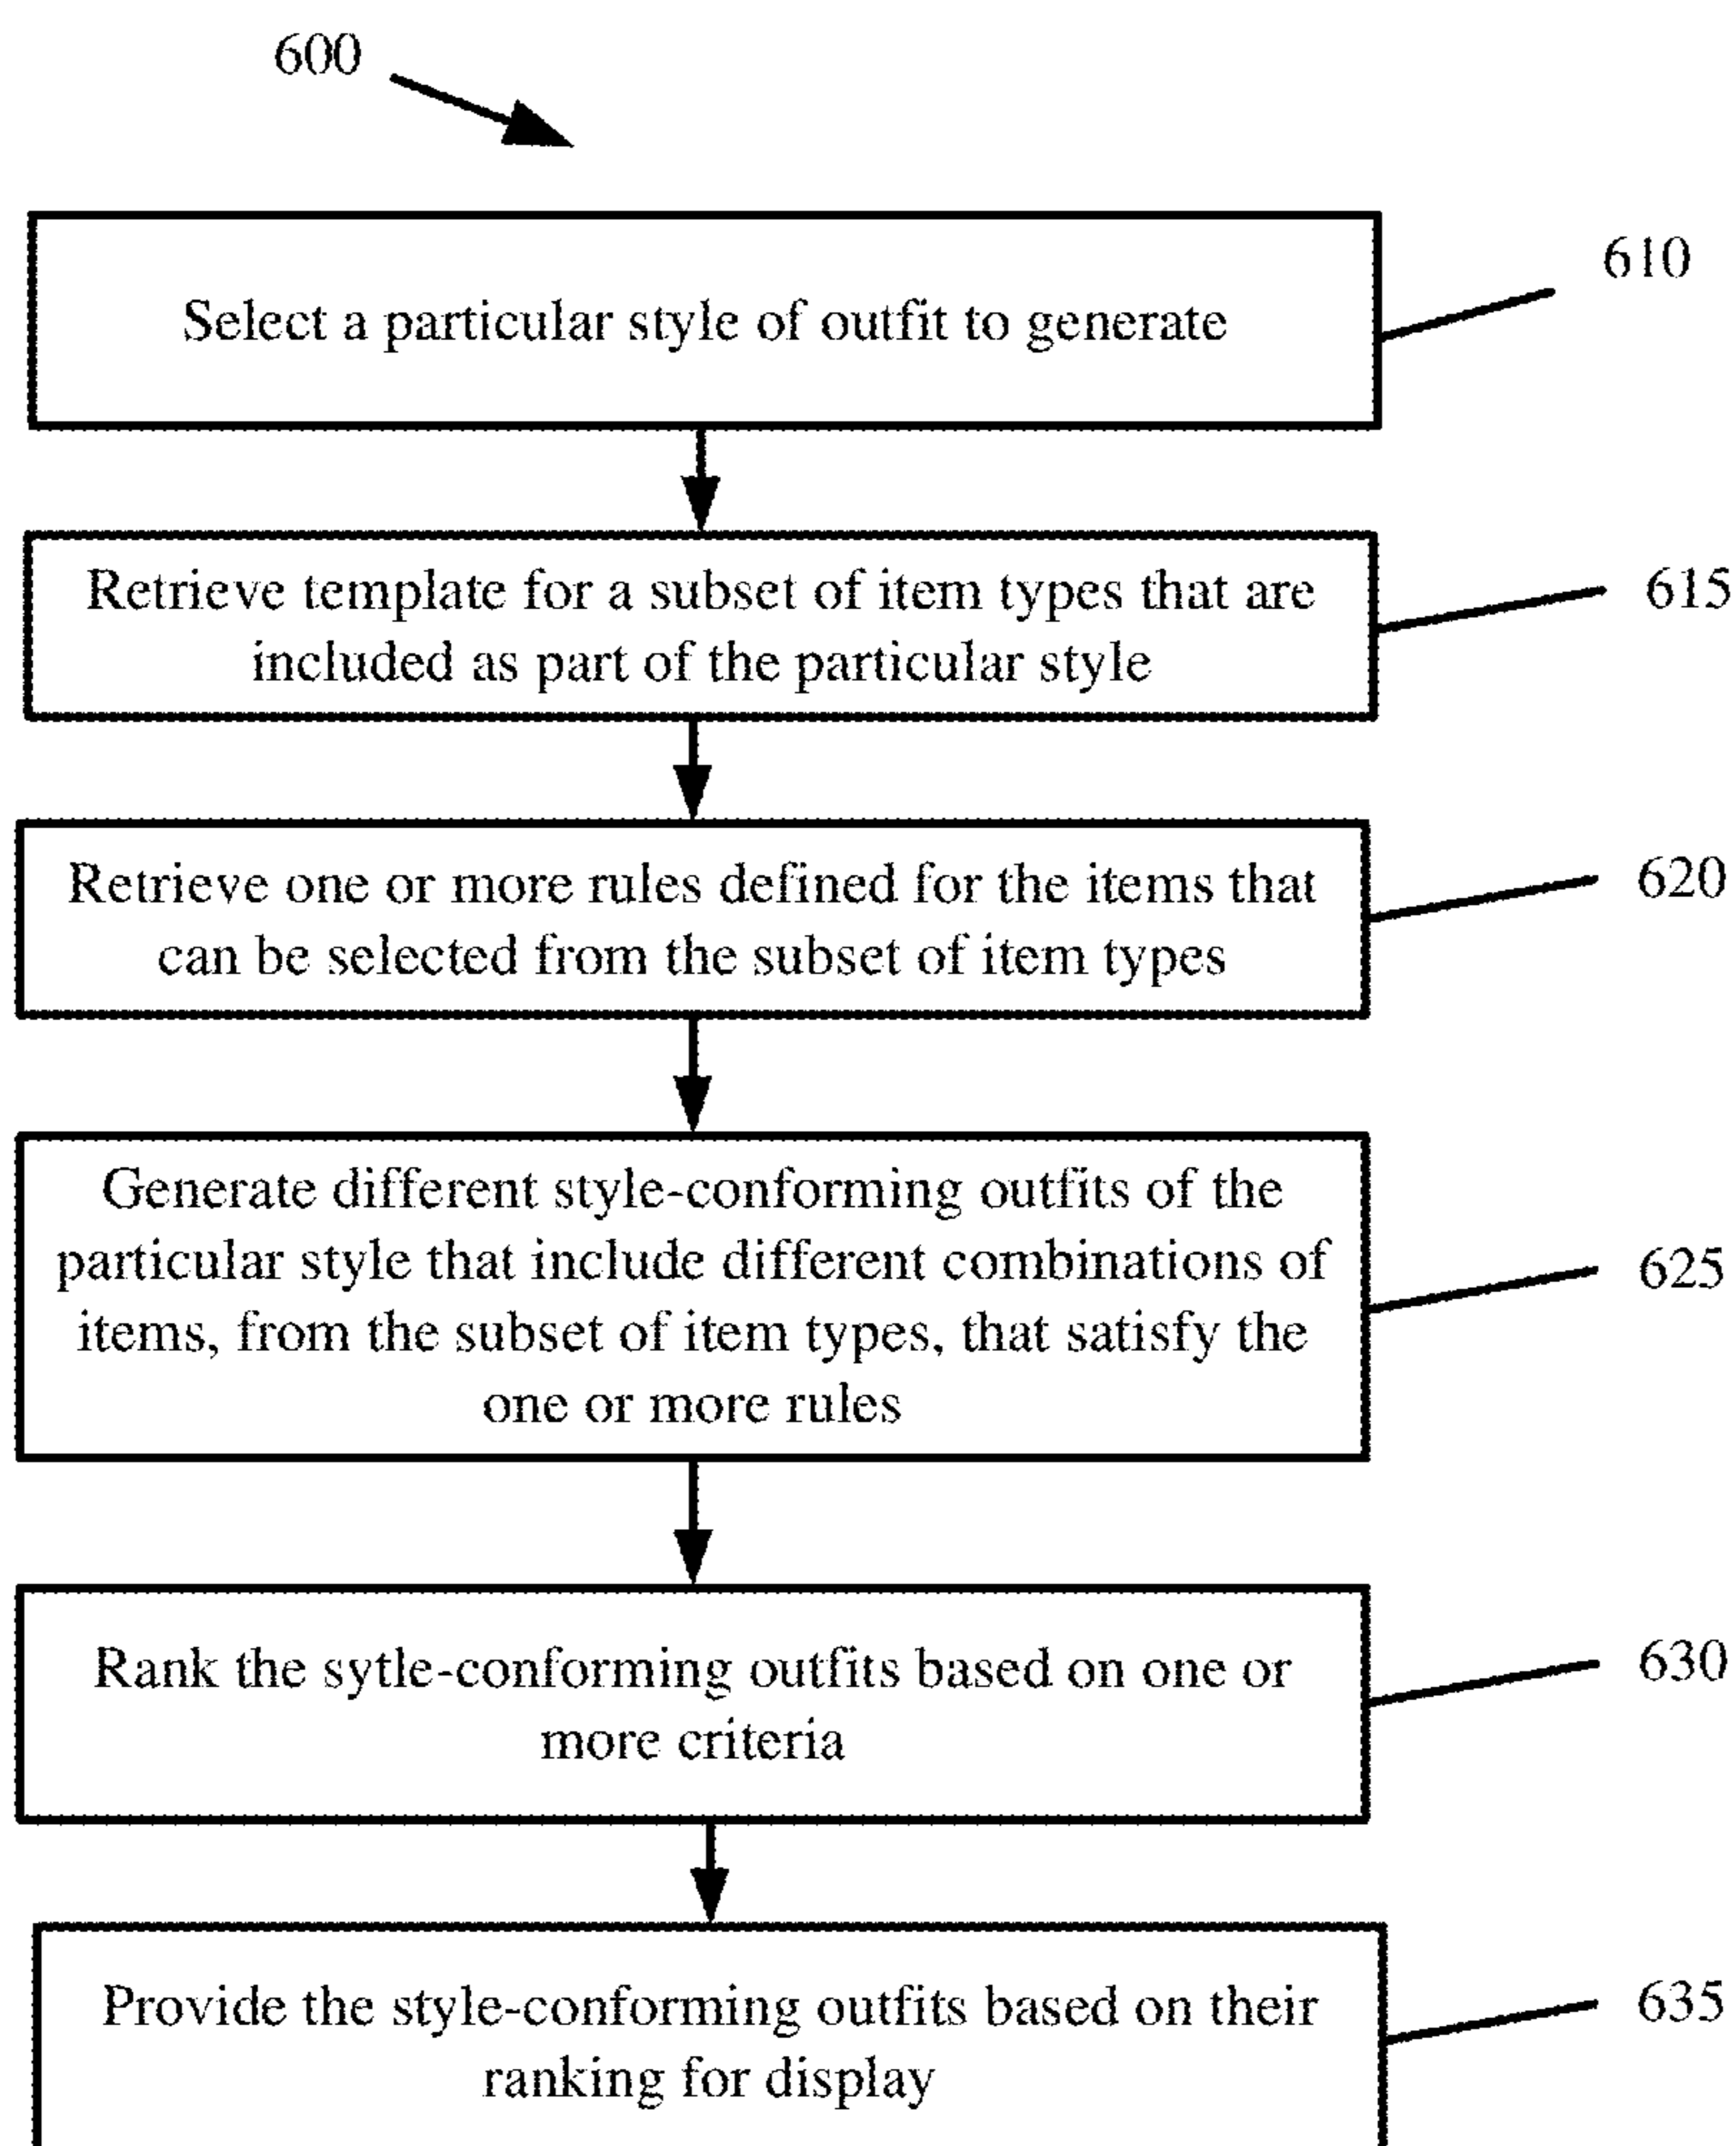 600
Select a particular style of outfit to generate
610
Retrieve template for a subset of item types that are
included as part of the particular style
615
Retrieve one or more rules defined for the items that
can be selected from the subset of item types
620
Generate different style-conforming outfits of the
particular style that include different combinations of
items, from the subset of item types, that satisfy the
one or more rules
625
Rank the sytle-conforming outfits based on one or
more criteria
630
Provide the style-conforming outfits based on their
ranking for display
635